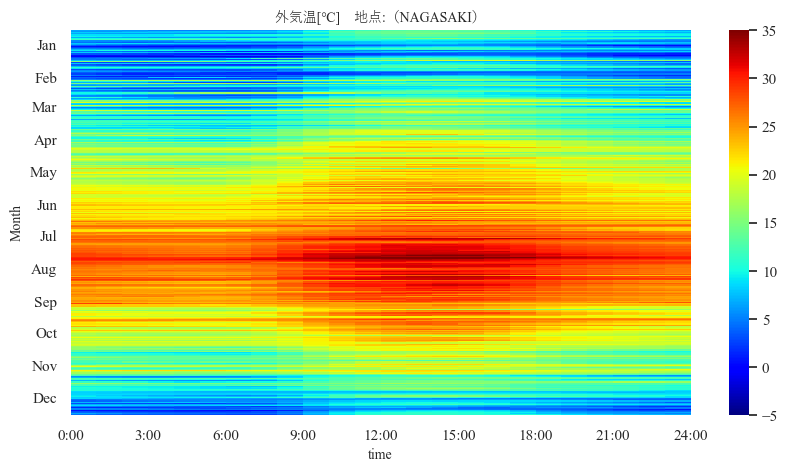 外気温[℃]　地点:（NAGASAKI）
Month
Jan
Feb
Mar
Apr
May
Jun
Jul
Aug
Sep
Oct
Nov
Dec
0:00 3:00 6:00 9:00 12:00 15:00 18:00 21:00 24:00
time
35
30
25
20
15
10
5
0
−5